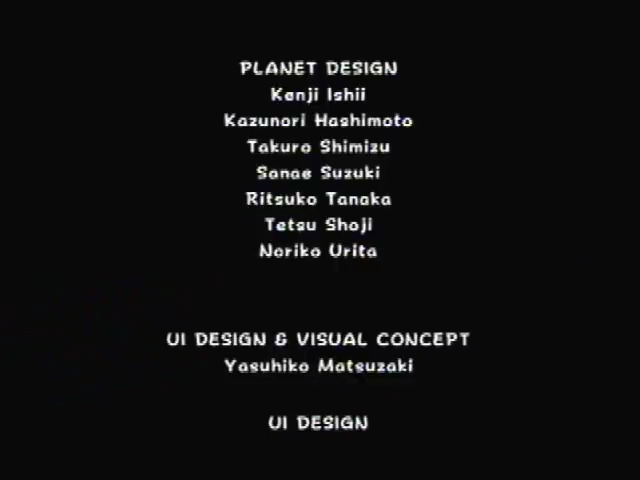 PLANET DESIGN
Kenji Ishii
Kazunori Hashimoto
Takuro Shimizu
Sanae Suzuki
Ritsuko Tanaka
Tetsu Shoji
Noriko Urita
UI DESIGN & VISUAL CONCEPT
Yasuhiko Matsuzaki
UI DESIGN